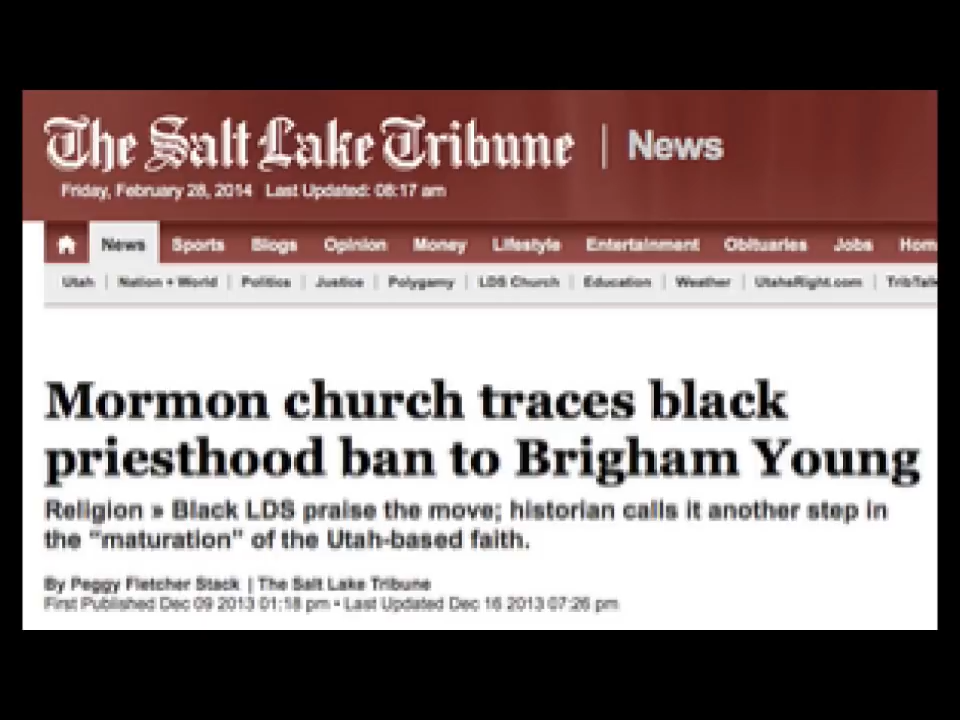 The Salt Lake Tribune | News
Friday, February 28, 2014 Last Updated: 08:17 am
News Sports Blogs Opinion Money Lifestyle Entertainment Obituaries Jobs Hom
Utah | Nation + World | Politics | Justice | Polygamy | LDS Church | Education | Weather | UtahsRight.com | TribTalk
Mormon church traces black
priesthood ban to Brigham Young
Religion » Black LDS praise the move; historian calls it another step in
the “maturation” of the Utah-based faith.
By Peggy Fletcher Stack | The Salt Lake Tribune
First Published Dec 09 2013 01:18 pm • Last Updated Dec 16 2013 07:26 pm